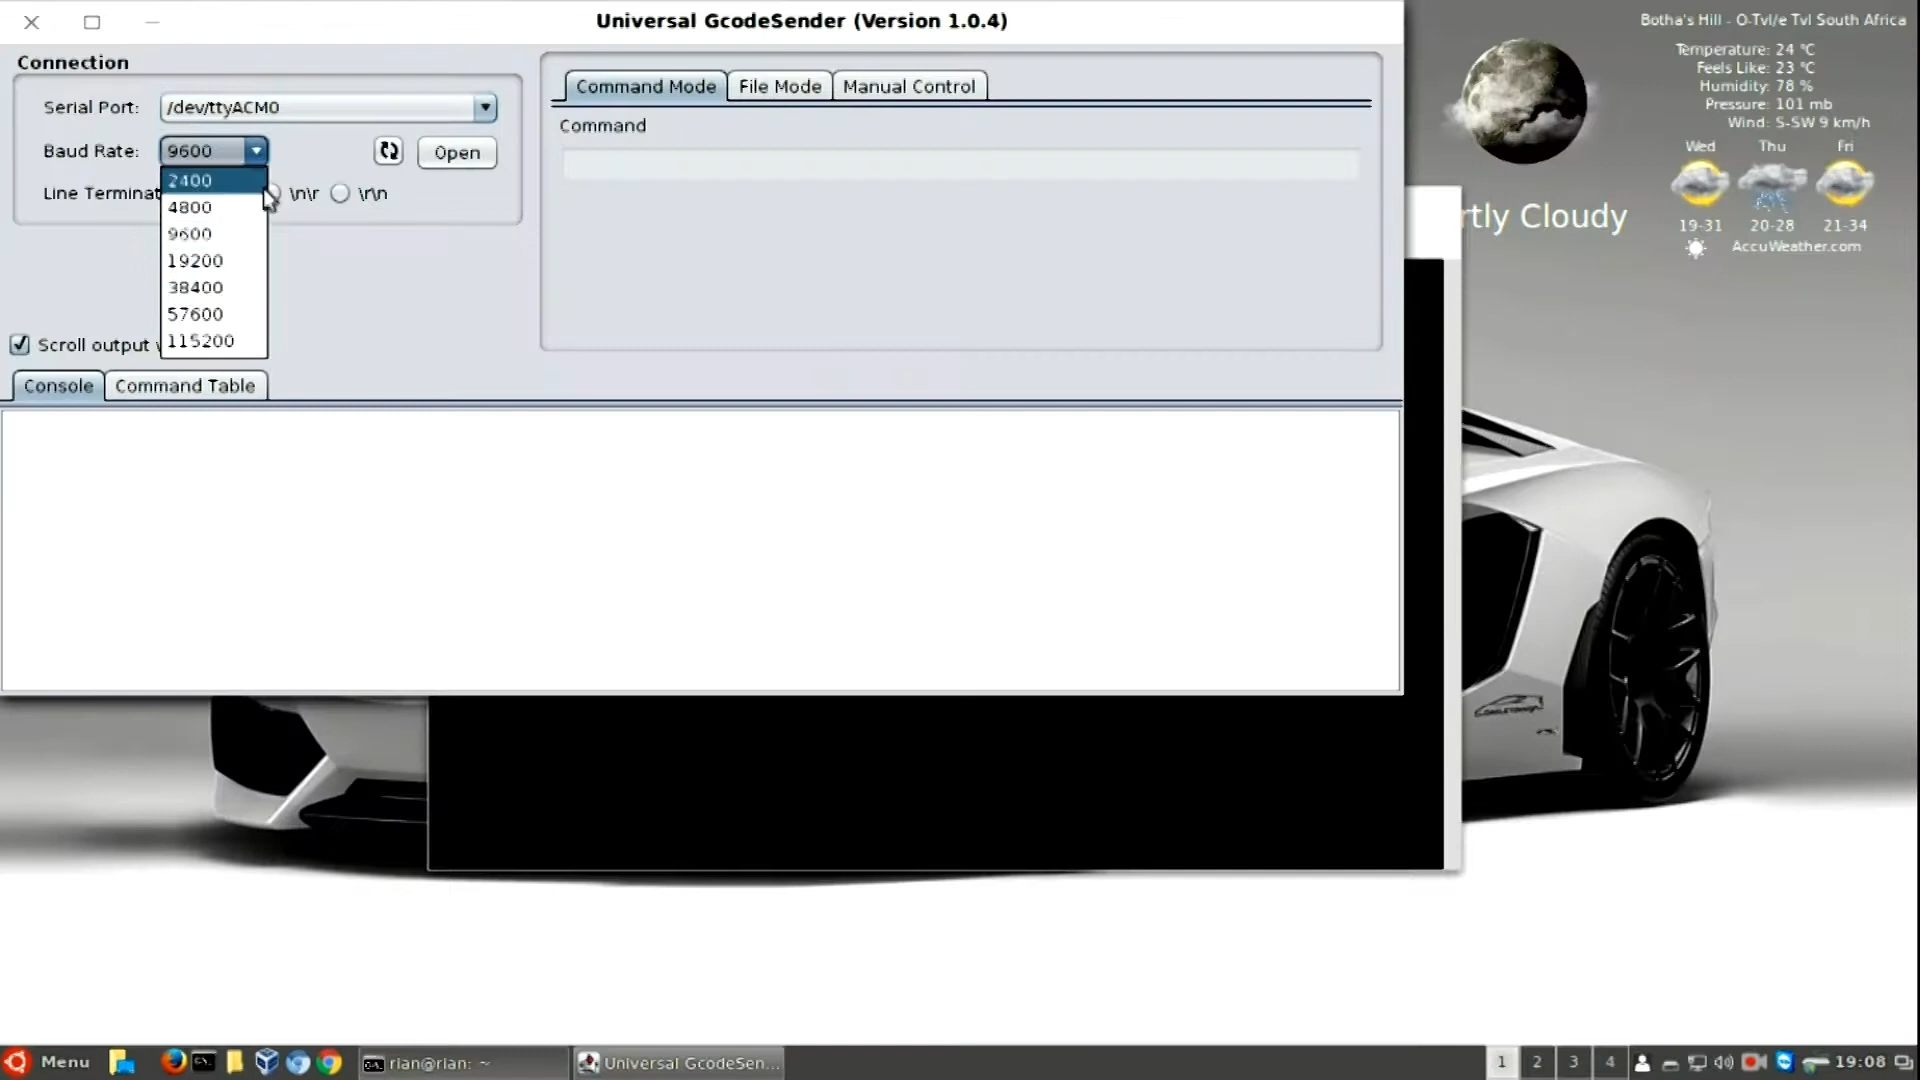 Universal GcodeSender (Version 1.0.4)
Connection
Serial Port: /dev/ttyACM0
Baud Rate: 9600
Open
Line Terminat
\n\r
\r\n
2400
4800
9600
19200
38400
57600
115200
Scroll output
Console
Command Table
Command Mode
File Mode
Manual Control
Command
Botha's Hill - O-Tvl/e Tvl South Africa
Temperature: 24 °C
Feels Like: 23 °C
Humidity: 78 %
Pressure: 101 mb
Wind: S-SW 9 km/h
Wed Thu Fri
19-31 20-28 21-34
AccuWeather.com
rtly Cloudy
Menu
rian@rian: ~
Universal GcodeSen...
1 2 3 4
19:08